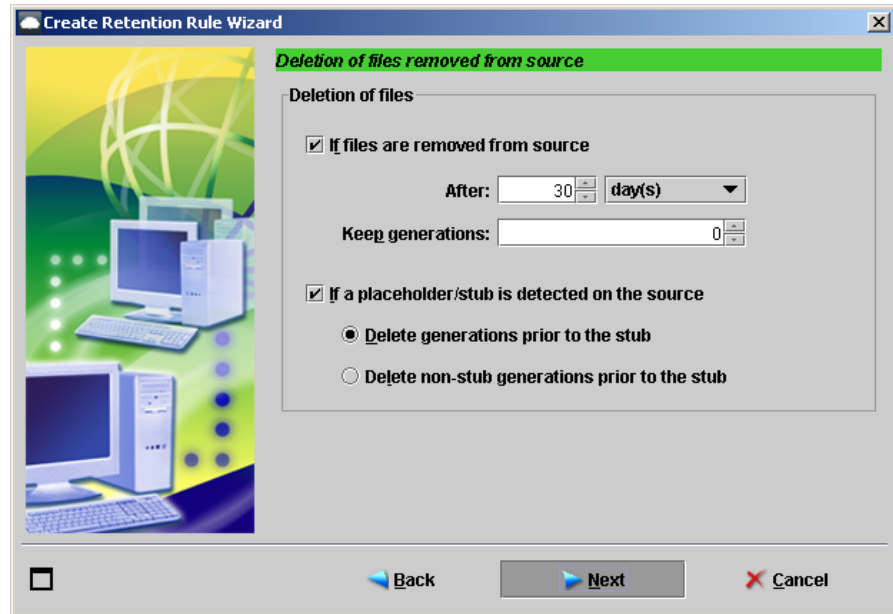 Create Retention Rule Wizard
Deletion of files removed from source
Deletion of files
If files are removed from source
After: 30 day(s)
Keep generations: 0
If a placeholder/stub is detected on the source
Delete generations prior to the stub
Delete non-stub generations prior to the stub
Back Next Cancel